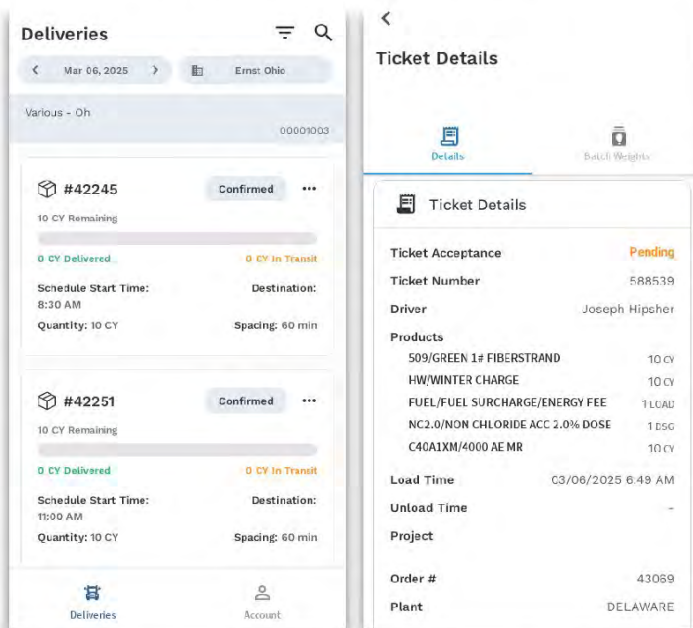 Deliveries
Mar 06, 2025
Ernst Ohio
Various - Oh
00001003
#42245
Confirmed
10 CY Remaining
0 CY Delivered
0 CY In Transit
Schedule Start Time:
Destination:
8:30 AM
Quantity: 10 CY
Spacing: 60 min
#42251
Confirmed
10 CY Remaining
0 CY Delivered
0 CY In Transit
Schedule Start Time:
Destination:
11:00 AM
Quantity: 10 CY
Spacing: 60 min
Deliveries
Account
Ticket Details
Details
Batch Weights
Ticket Details
Ticket Acceptance Pending
Ticket Number 588539
Driver Joseph Hipsher
Products
509/GREEN 1# FIBERSTRAND 10 CY
HW/WINTER CHARGE 10 CY
FUEL/FUEL SURCHARGE/ENERGY FEE 1 LOAD
NC2.0/NON CHLORIDE ACC 2.0% DOSE 1 DSG
C40A1XM/4000 AE MR 10 CY
Load Time 03/06/2025 6:49 AM
Unload Time -
Project
Order # 43069
Plant DELAWARE